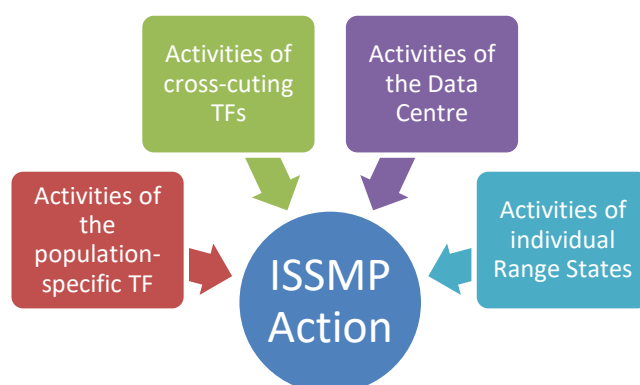 Activities of
cross-cuting
TFs
Activities of
the Data
Centre
Activities of
the
population-
specific TF
Activities of
individual
Range States
ISSMP
Action